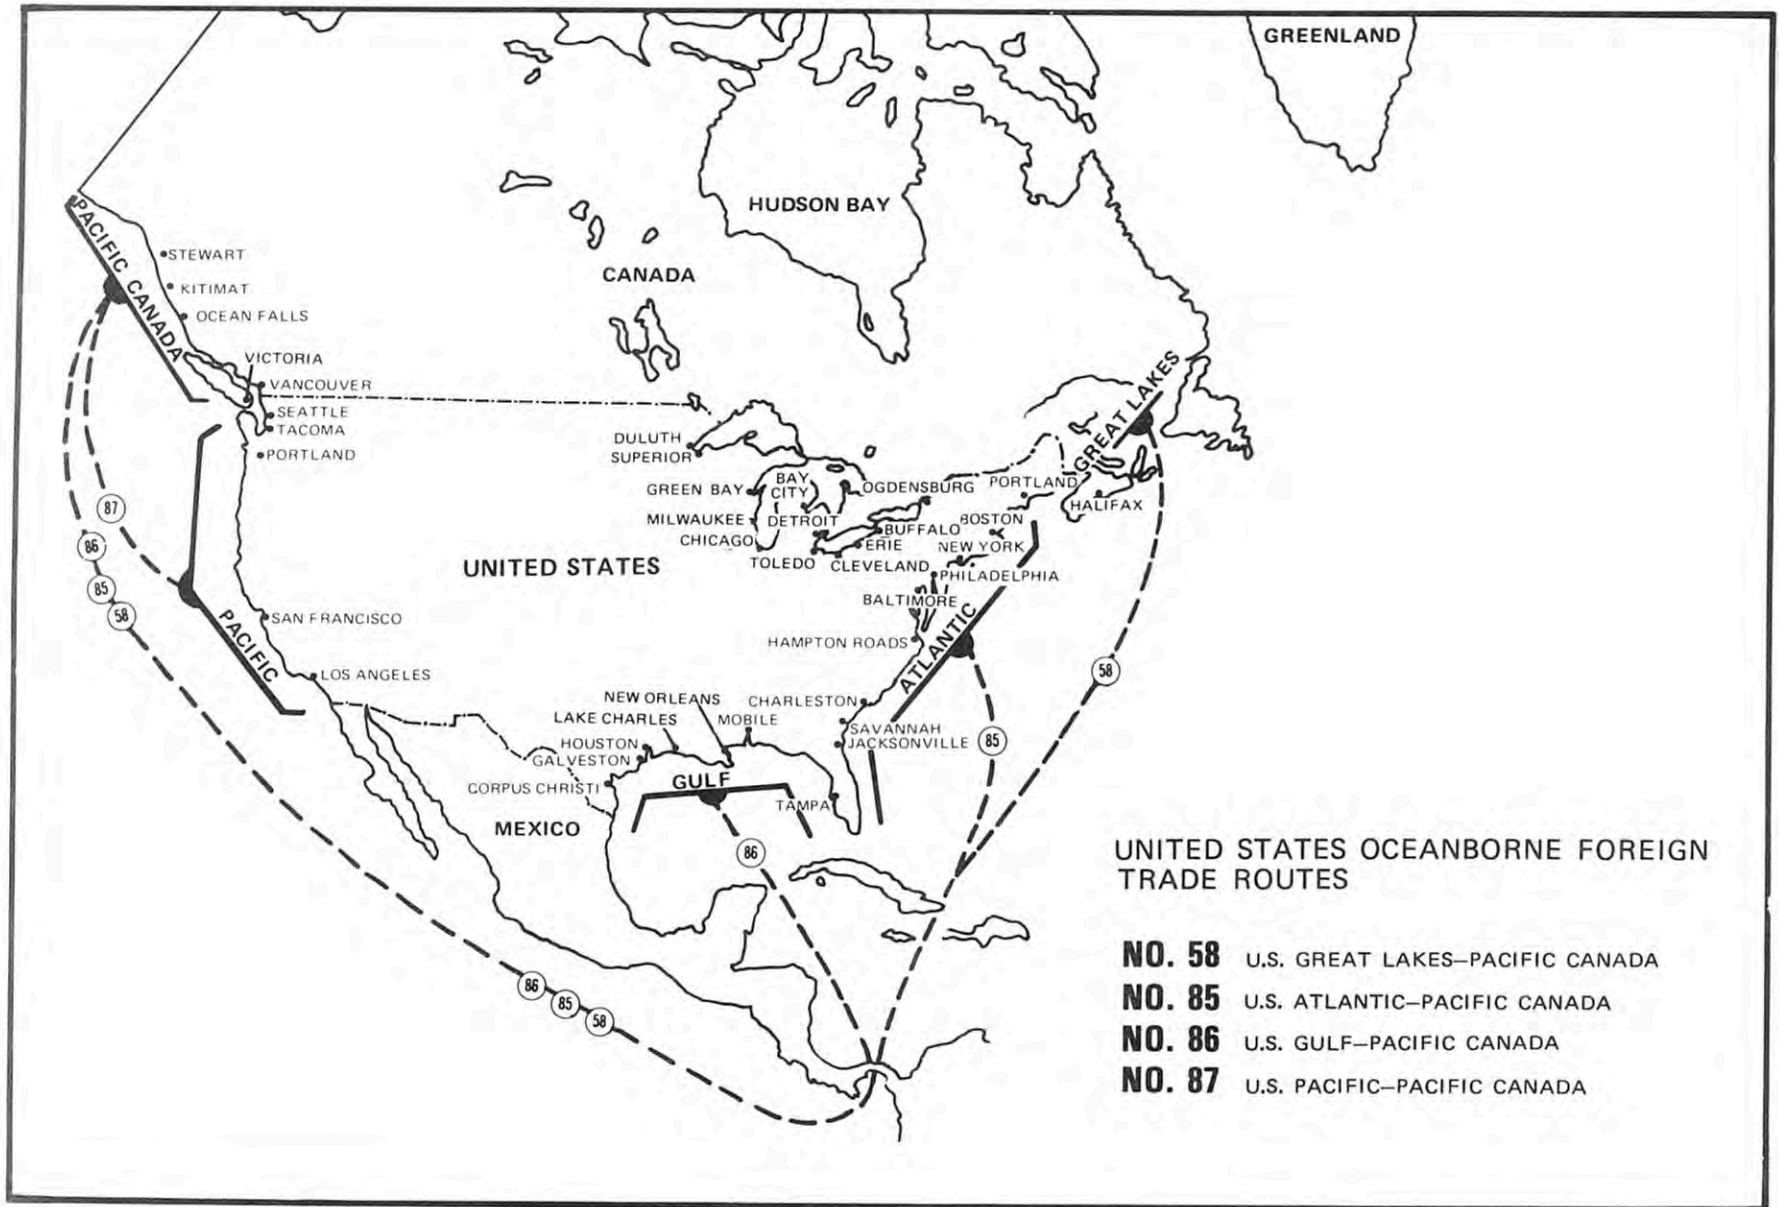 GREENLAND
HUDSON BAY
CANADA
PACIFIC CANADA
STEWART
KITIMAT
OCEAN FALLS
VICTORIA
VANCOUVER
SEATTLE
TACOMA
PORTLAND
GREAT LAKES
DULUTH
SUPERIOR
GREEN BAY
BAY
CITY
OGDENSBURG
PORTLAND
HALIFAX
MILWAUKEE
DETROIT
BUFFALO
BOSTON
CHICAGO
ERIE
NEW YORK
TOLEDO
CLEVELAND
PHILADELPHIA
UNITED STATES
BALTIMORE
87
86
85
58
PACIFIC
SAN FRANCISCO
LOS ANGELES
HAMPTON ROADS
ATLANTIC
58
NEW ORLEANS
CHARLESTON
LAKE CHARLES
MOBILE
SAVANNAH
HOUSTON
JACKSONVILLE
85
GALVESTON
GULF
CORPUS CHRISTI
TAMPA
MEXICO
86
86
85
58
UNITED STATES OCEANBORNE FOREIGN
TRADE ROUTES
NO. 58 U.S. GREAT LAKES–PACIFIC CANADA
NO. 85 U.S. ATLANTIC–PACIFIC CANADA
NO. 86 U.S. GULF–PACIFIC CANADA
NO. 87 U.S. PACIFIC–PACIFIC CANADA